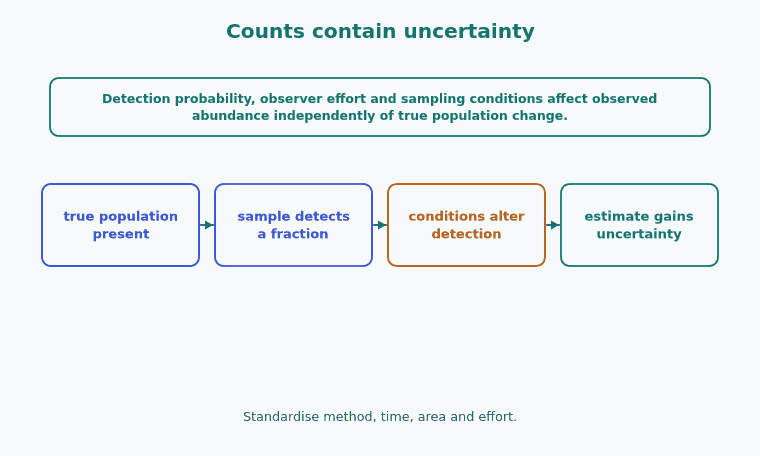 Counts contain uncertainty
Detection probability, observer effort and sampling conditions affect observed
abundance independently of true population change.
true population
present
sample detects
a fraction
conditions alter
detection
estimate gains
uncertainty
Standardise method, time, area and effort.